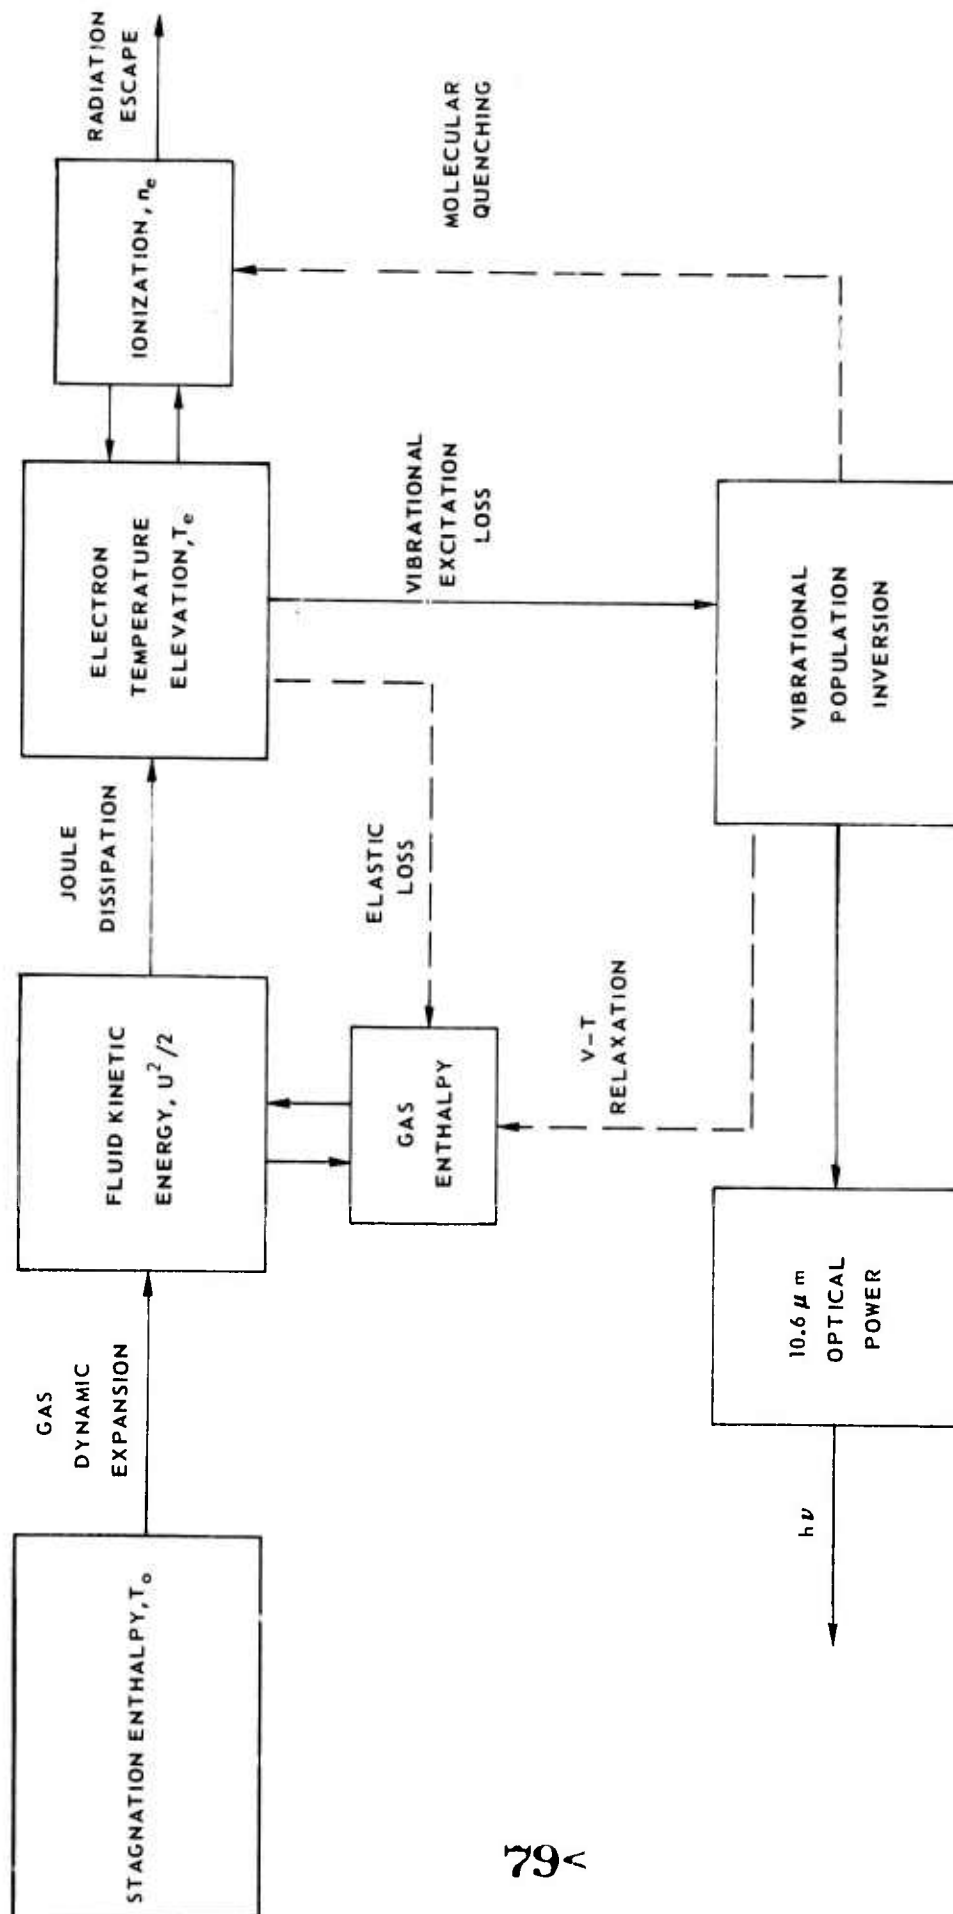 STAGNATION ENTHALPY, T₀
GAS
DYNAMIC
EXPANSION
FLUID KINETIC
ENERGY, U²/2
JOULE
DISSIPATION
ELECTRON
TEMPERATURE
ELEVATION, Tₑ
IONIZATION, nₑ
RADIATION
ESCAPE
GAS
ENTHALPY
ELASTIC
LOSS
VIBRATIONAL
EXCITATION
LOSS
MOLECULAR
QUENCHING
V–T
RELAXATION
hν
10.6 μm
OPTICAL
POWER
VIBRATIONAL
POPULATION
INVERSION
79<